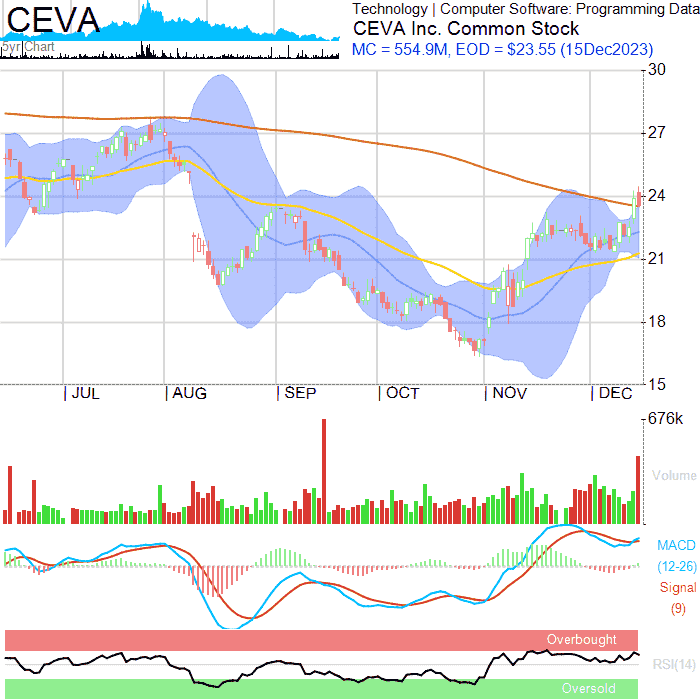 CEVA
Technology | Computer Software: Programming Data
CEVA Inc. Common Stock
5yr Chart
MC = 554.9M, EOD = $23.55 (15Dec2023)
30
27
24
21
18
15
JUL
AUG
SEP
OCT
NOV
DEC
676k
Volume
MACD
(12-26)
Signal
(9)
Overbought
RSI(14)
Oversold